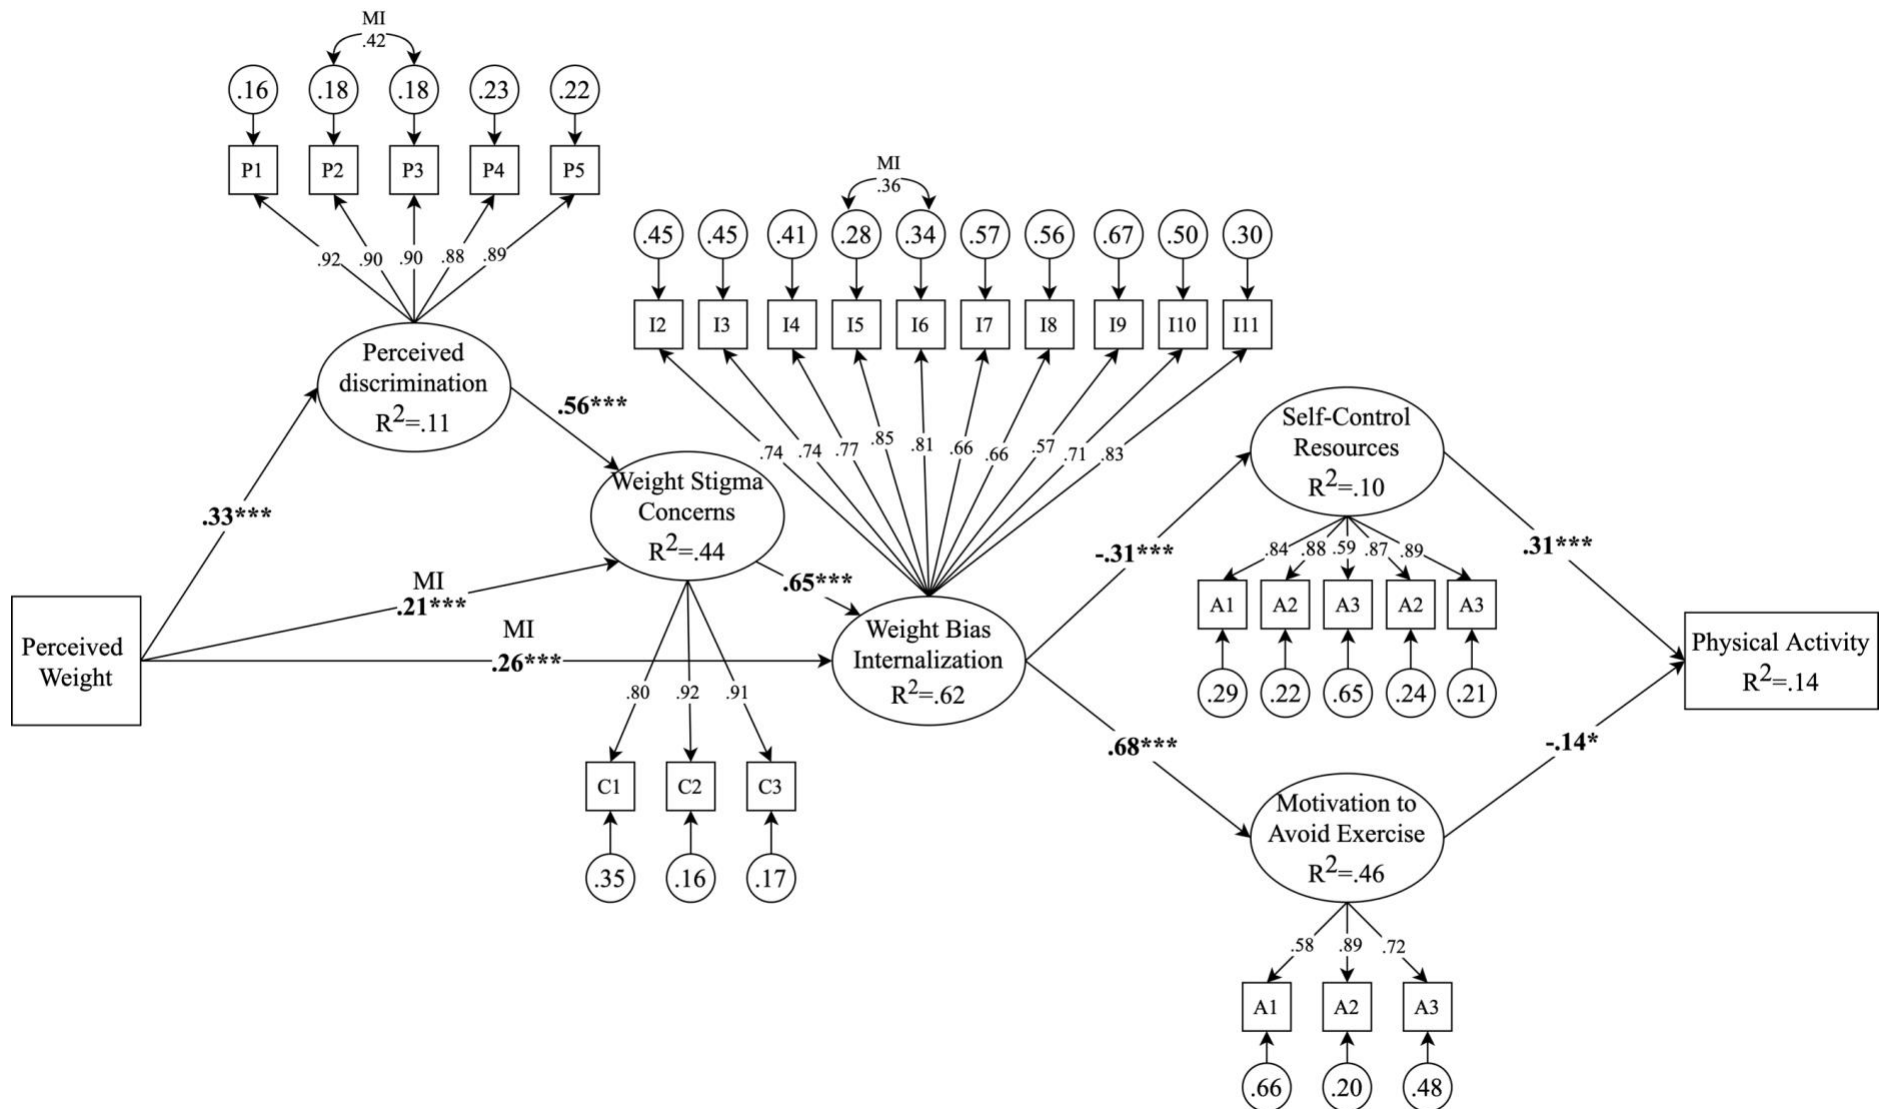 MI
.42
.16 .18 .18 .23 .22
P1 P2 P3 P4 P5
.92 .90 .90 .88 .89
Perceived
discrimination
R²=.11
MI
.36
.45 .45 .41 .28 .34 .57 .56 .67 .50 .30
I2 I3 I4 I5 I6 I7 I8 I9 I10 I11
.74 .74 .77 .85 .81 .66 .66 .57 .71 .83
.56***
Weight Stigma
Concerns
R²=.44
.33***
MI
.21***
.65***
MI
.26***
Perceived
Weight
Weight Bias
Internalization
R²=.62
.80 .92 .91
C1 C2 C3
.35 .16 .17
-.31***
.68***
Self-Control
Resources
R²=.10
.84 .88 .59 .87 .89
A1 A2 A3 A2 A3
.29 .22 .65 .24 .21
.31***
-.14*
Physical Activity
R²=.14
Motivation to
Avoid Exercise
R²=.46
.58 .89 .72
A1 A2 A3
.66 .20 .48